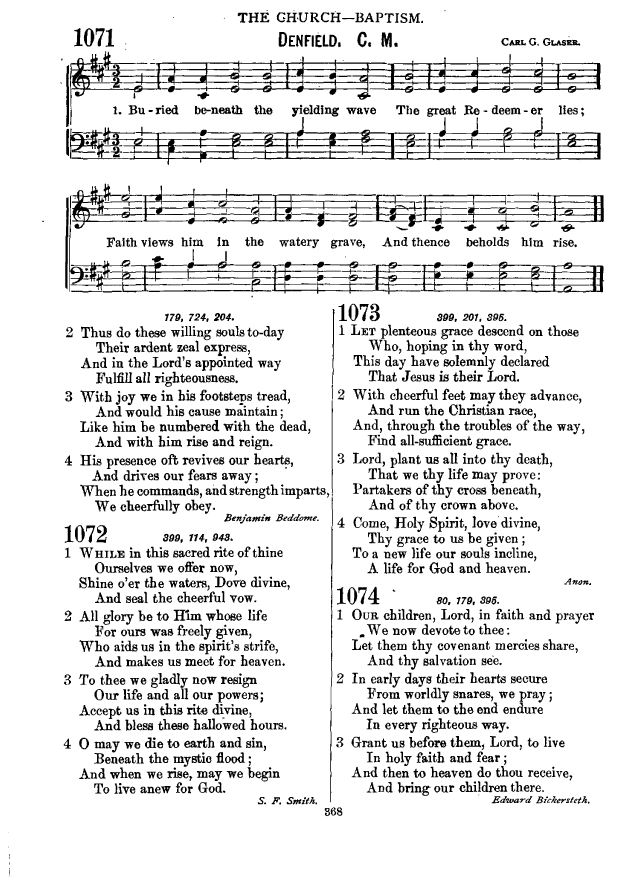 THE CHURCH—BAPTISM.
1071
DENFIELD. C. M.
CARL G. GLASER.
1. Bu - ried be-neath the yielding wave The great Re - deem - er lies;
Faith views him in the watery grave, And thence beholds him rise.
179, 724, 204.
2 Thus do these willing souls to-day
Their ardent zeal express,
And in the Lord's appointed way
Fulfill all righteousness.
3 With joy we in his footsteps tread,
And would his cause maintain;
Like him be numbered with the dead,
And with him rise and reign.
4 His presence oft revives our hearts,
And drives our fears away;
When he commands, and strength imparts,
We cheerfully obey.
Benjamin Beddome.
1072
399, 114, 943.
1 WHILE in this sacred rite of thine
Ourselves we offer now,
Shine o'er the waters, Dove divine,
And seal the cheerful vow.
2 All glory be to Him whose life
For ours was freely given,
Who aids us in the spirit's strife,
And makes us meet for heaven.
3 To thee we gladly now resign
Our life and all our powers;
Accept us in this rite divine,
And bless these hallowed hours.
4 O may we die to earth and sin,
Beneath the mystic flood;
And when we rise, may we begin
To live anew for God.
S. F. Smith.
1073
399, 201, 395.
1 LET plenteous grace descend on those
Who, hoping in thy word,
This day have solemnly declared
That Jesus is their Lord.
2 With cheerful feet may they advance,
And run the Christian race,
And, through the troubles of the way,
Find all-sufficient grace.
3 Lord, plant us all into thy death,
That we thy life may prove:
Partakers of thy cross beneath,
And of thy crown above.
4 Come, Holy Spirit, love divine,
Thy grace to us be given;
To a new life our souls incline,
A life for God and heaven.
Anon.
1074
80, 179, 395.
1 OUR children, Lord, in faith and prayer
We now devote to thee:
Let them thy covenant mercies share,
And thy salvation see.
2 In early days their hearts secure
From worldly snares, we pray;
And let them to the end endure
In every righteous way.
3 Grant us before them, Lord, to live
In holy faith and fear;
And then to heaven do thou receive,
And bring our children there.
Edward Bickersteth.
368